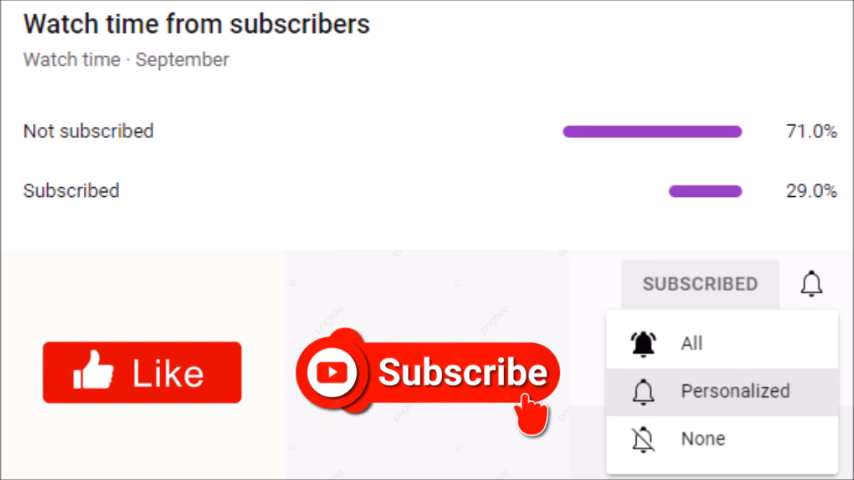 Watch time from subscribers
Watch time · September
Not subscribed 71.0%
Subscribed 29.0%
SUBSCRIBED
Like
Subscribe
All
Personalized
None